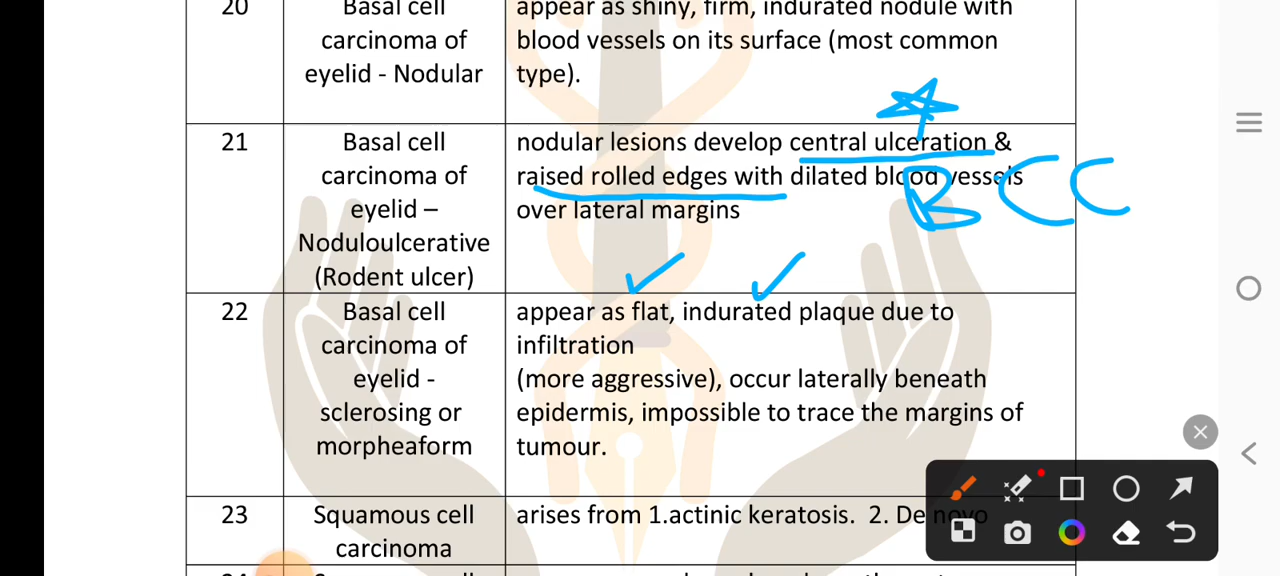 20
Basal cell
carcinoma of
eyelid - Nodular
appear as shiny, firm, indurated nodule with
blood vessels on its surface (most common
type).
21
Basal cell
carcinoma of
eyelid –
Noduloulcerative
(Rodent ulcer)
nodular lesions develop central ulceration &
raised rolled edges with dilated blood vessels
over lateral margins
BCC
22
Basal cell
carcinoma of
eyelid -
sclerosing or
morpheaform
appear as flat, indurated plaque due to
infiltration
(more aggressive), occur laterally beneath
epidermis, impossible to trace the margins of
tumour.
23
Squamous cell
carcinoma
arises from 1.actinic keratosis. 2. De novo